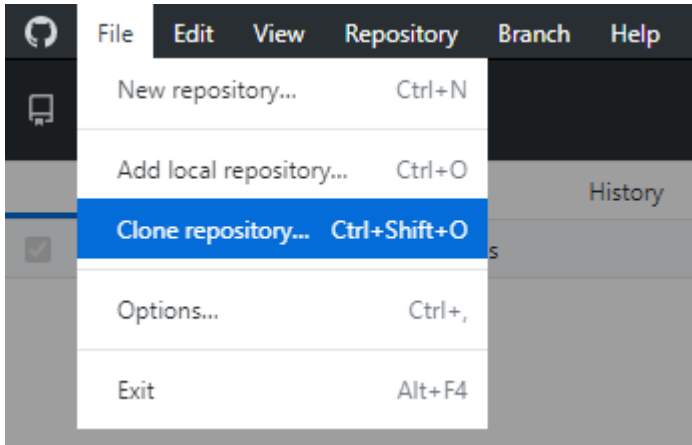 File Edit View Repository Branch Help
New repository... Ctrl+N
Add local repository... Ctrl+O
History
Clone repository... Ctrl+Shift+O
s
Options... Ctrl+,
Exit Alt+F4